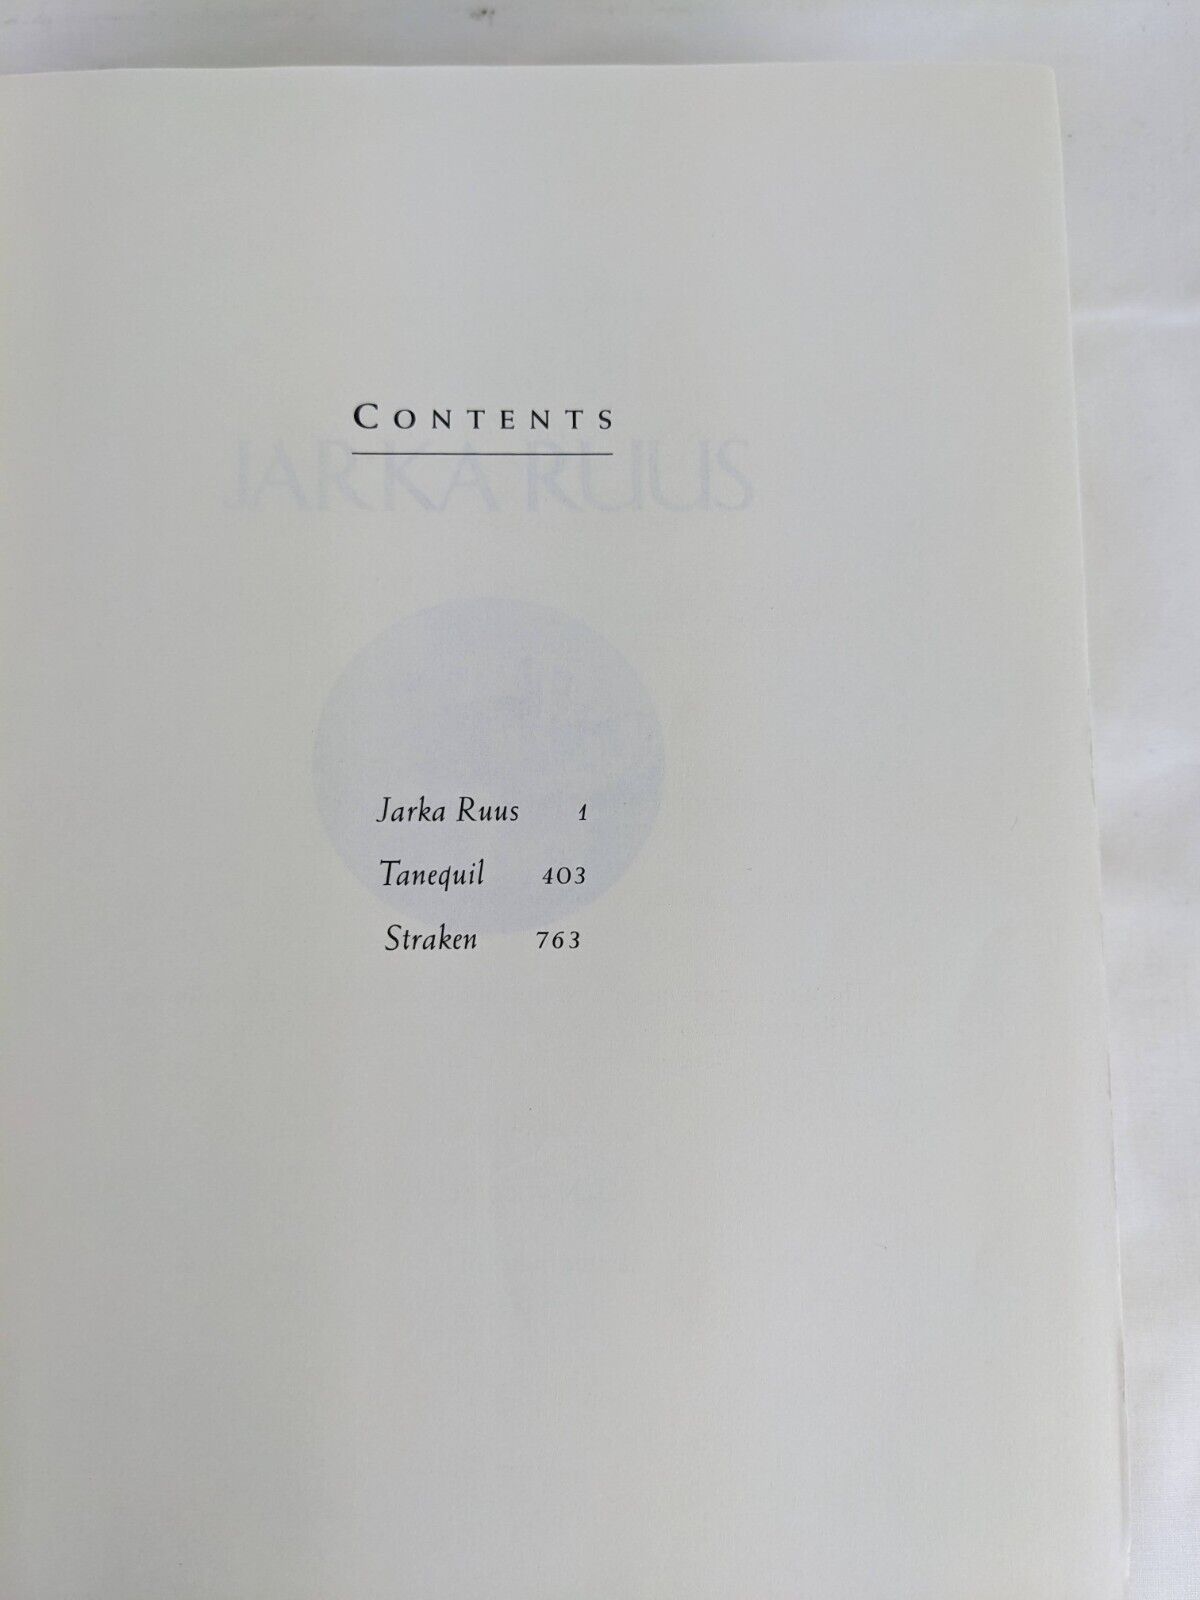 CONTENTS
JARKA RUUS
Jarka Ruus 1
Tanequil 403
Straken 763